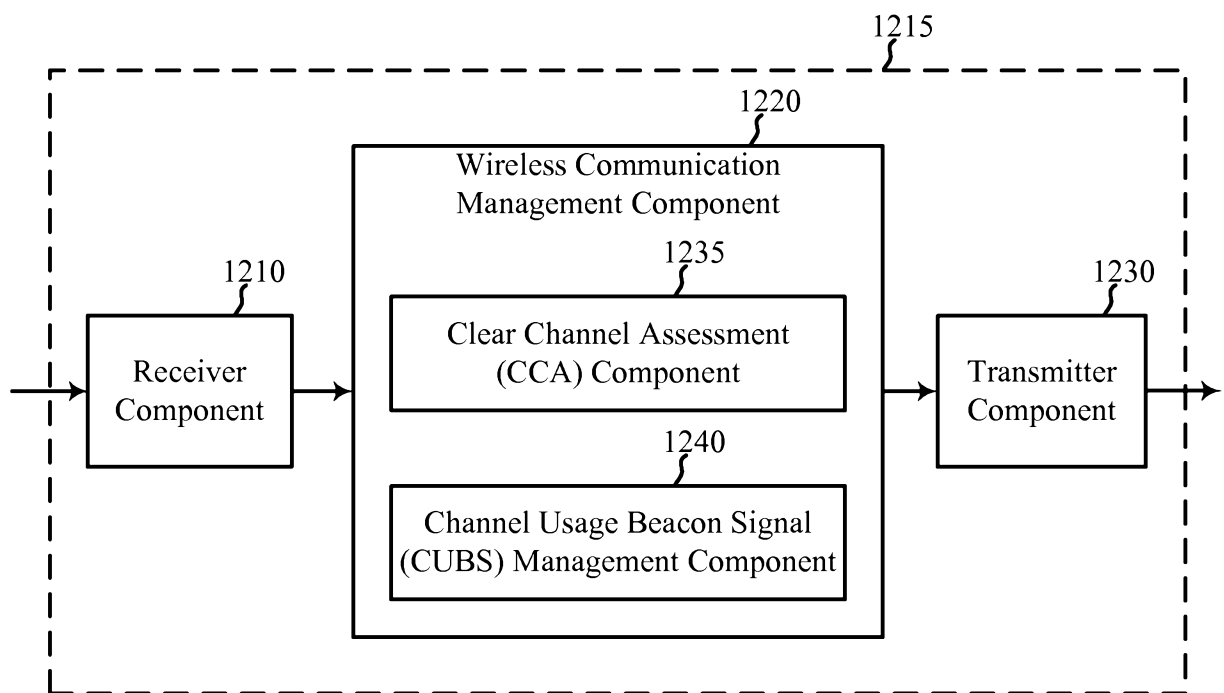 1215
1220
Wireless Communication
Management Component
1235
1210
1230
Clear Channel Assessment
(CCA) Component
Receiver
Component
Transmitter
Component
1240
Channel Usage Beacon Signal
(CUBS) Management Component